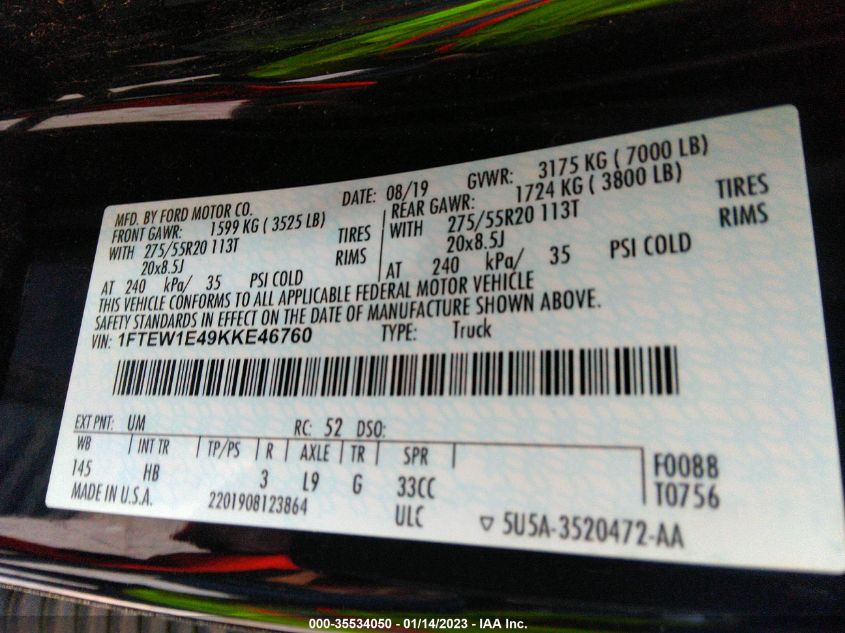 MFD. BY FORD MOTOR CO.
DATE: 08/19
GVWR: 3175 KG ( 7000 LB)
FRONT GAWR: 1599 KG ( 3525 LB)
REAR GAWR: 1724 KG ( 3800 LB)
WITH 275/55R20 113T TIRES
WITH 275/55R20 113T TIRES
20x8.5J RIMS
20x8.5J RIMS
AT 240 kPa/ 35 PSI COLD
AT 240 kPa/ 35 PSI COLD
THIS VEHICLE CONFORMS TO ALL APPLICABLE FEDERAL MOTOR VEHICLE
SAFETY STANDARDS IN EFFECT ON THE DATE OF MANUFACTURE SHOWN ABOVE.
VIN: 1FTEW1E49KKE46760 TYPE: Truck
EXT PNT: UM RC: 52 DSO:
WB INT TR TP/PS R AXLE TR SPR
145 HB 3 L9 G 33CC
F0088
T0756
MADE IN U.S.A. 2201908123864 ULC
5U5A-3520472-AA
000-35534050 - 01/14/2023 - IAA Inc.